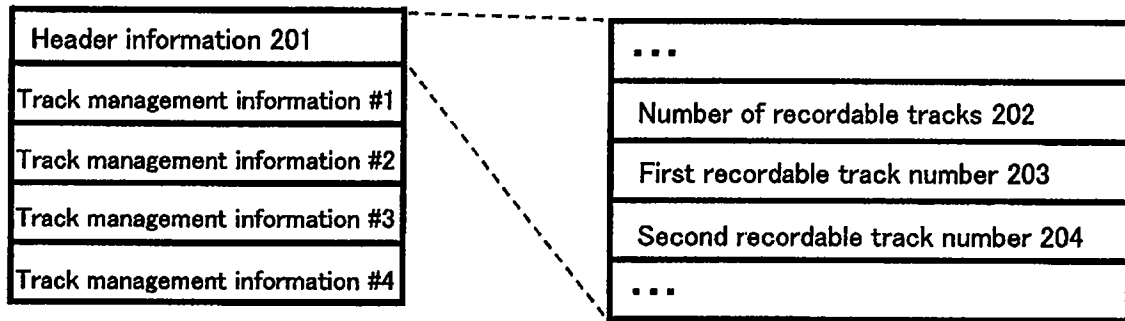 Header information 201
Track management information #1
Track management information #2
Track management information #3
Track management information #4
...
Number of recordable tracks 202
First recordable track number 203
Second recordable track number 204
...